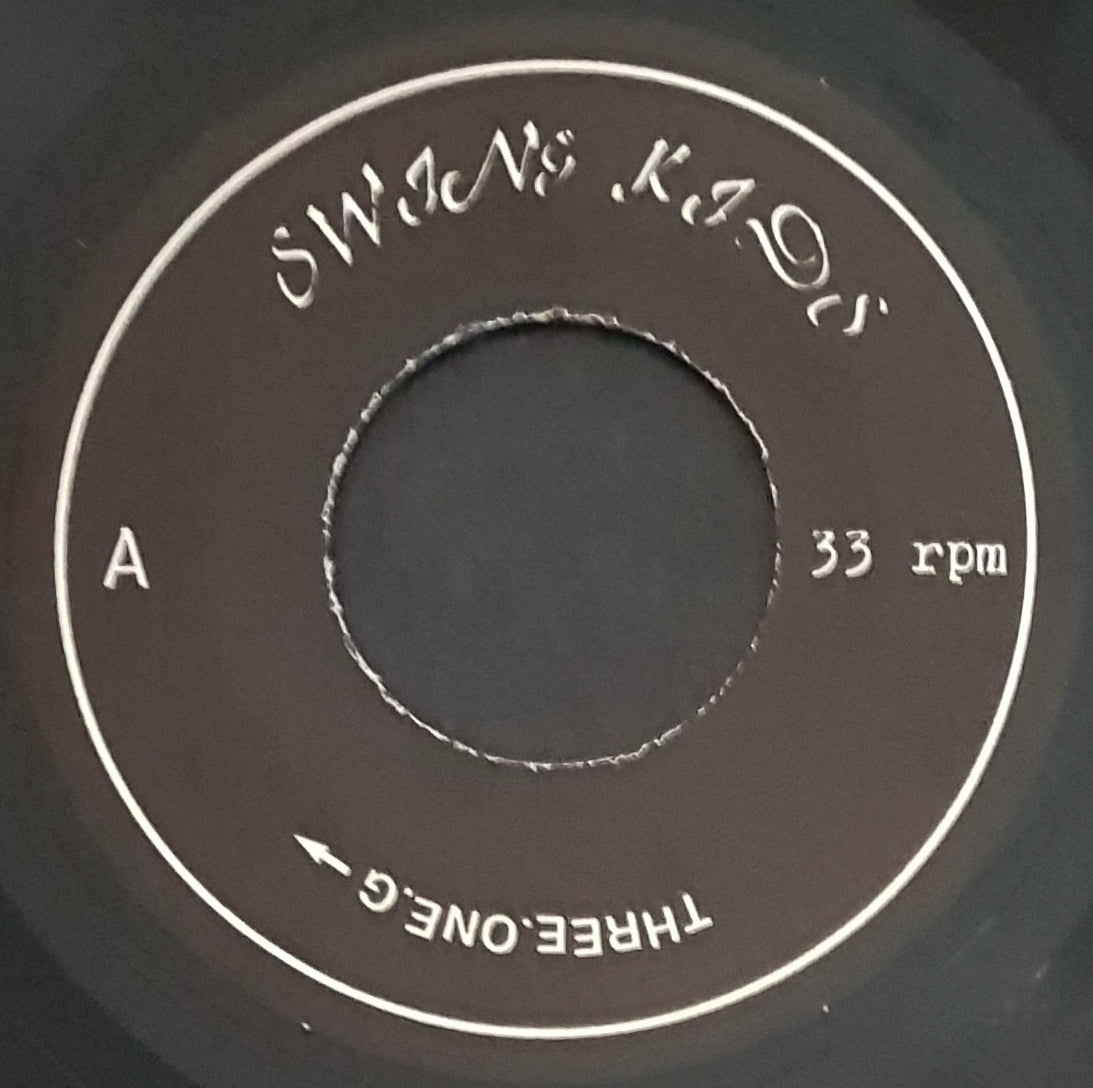 SWING KIDS
A
33 rpm
THREE.ONE.G